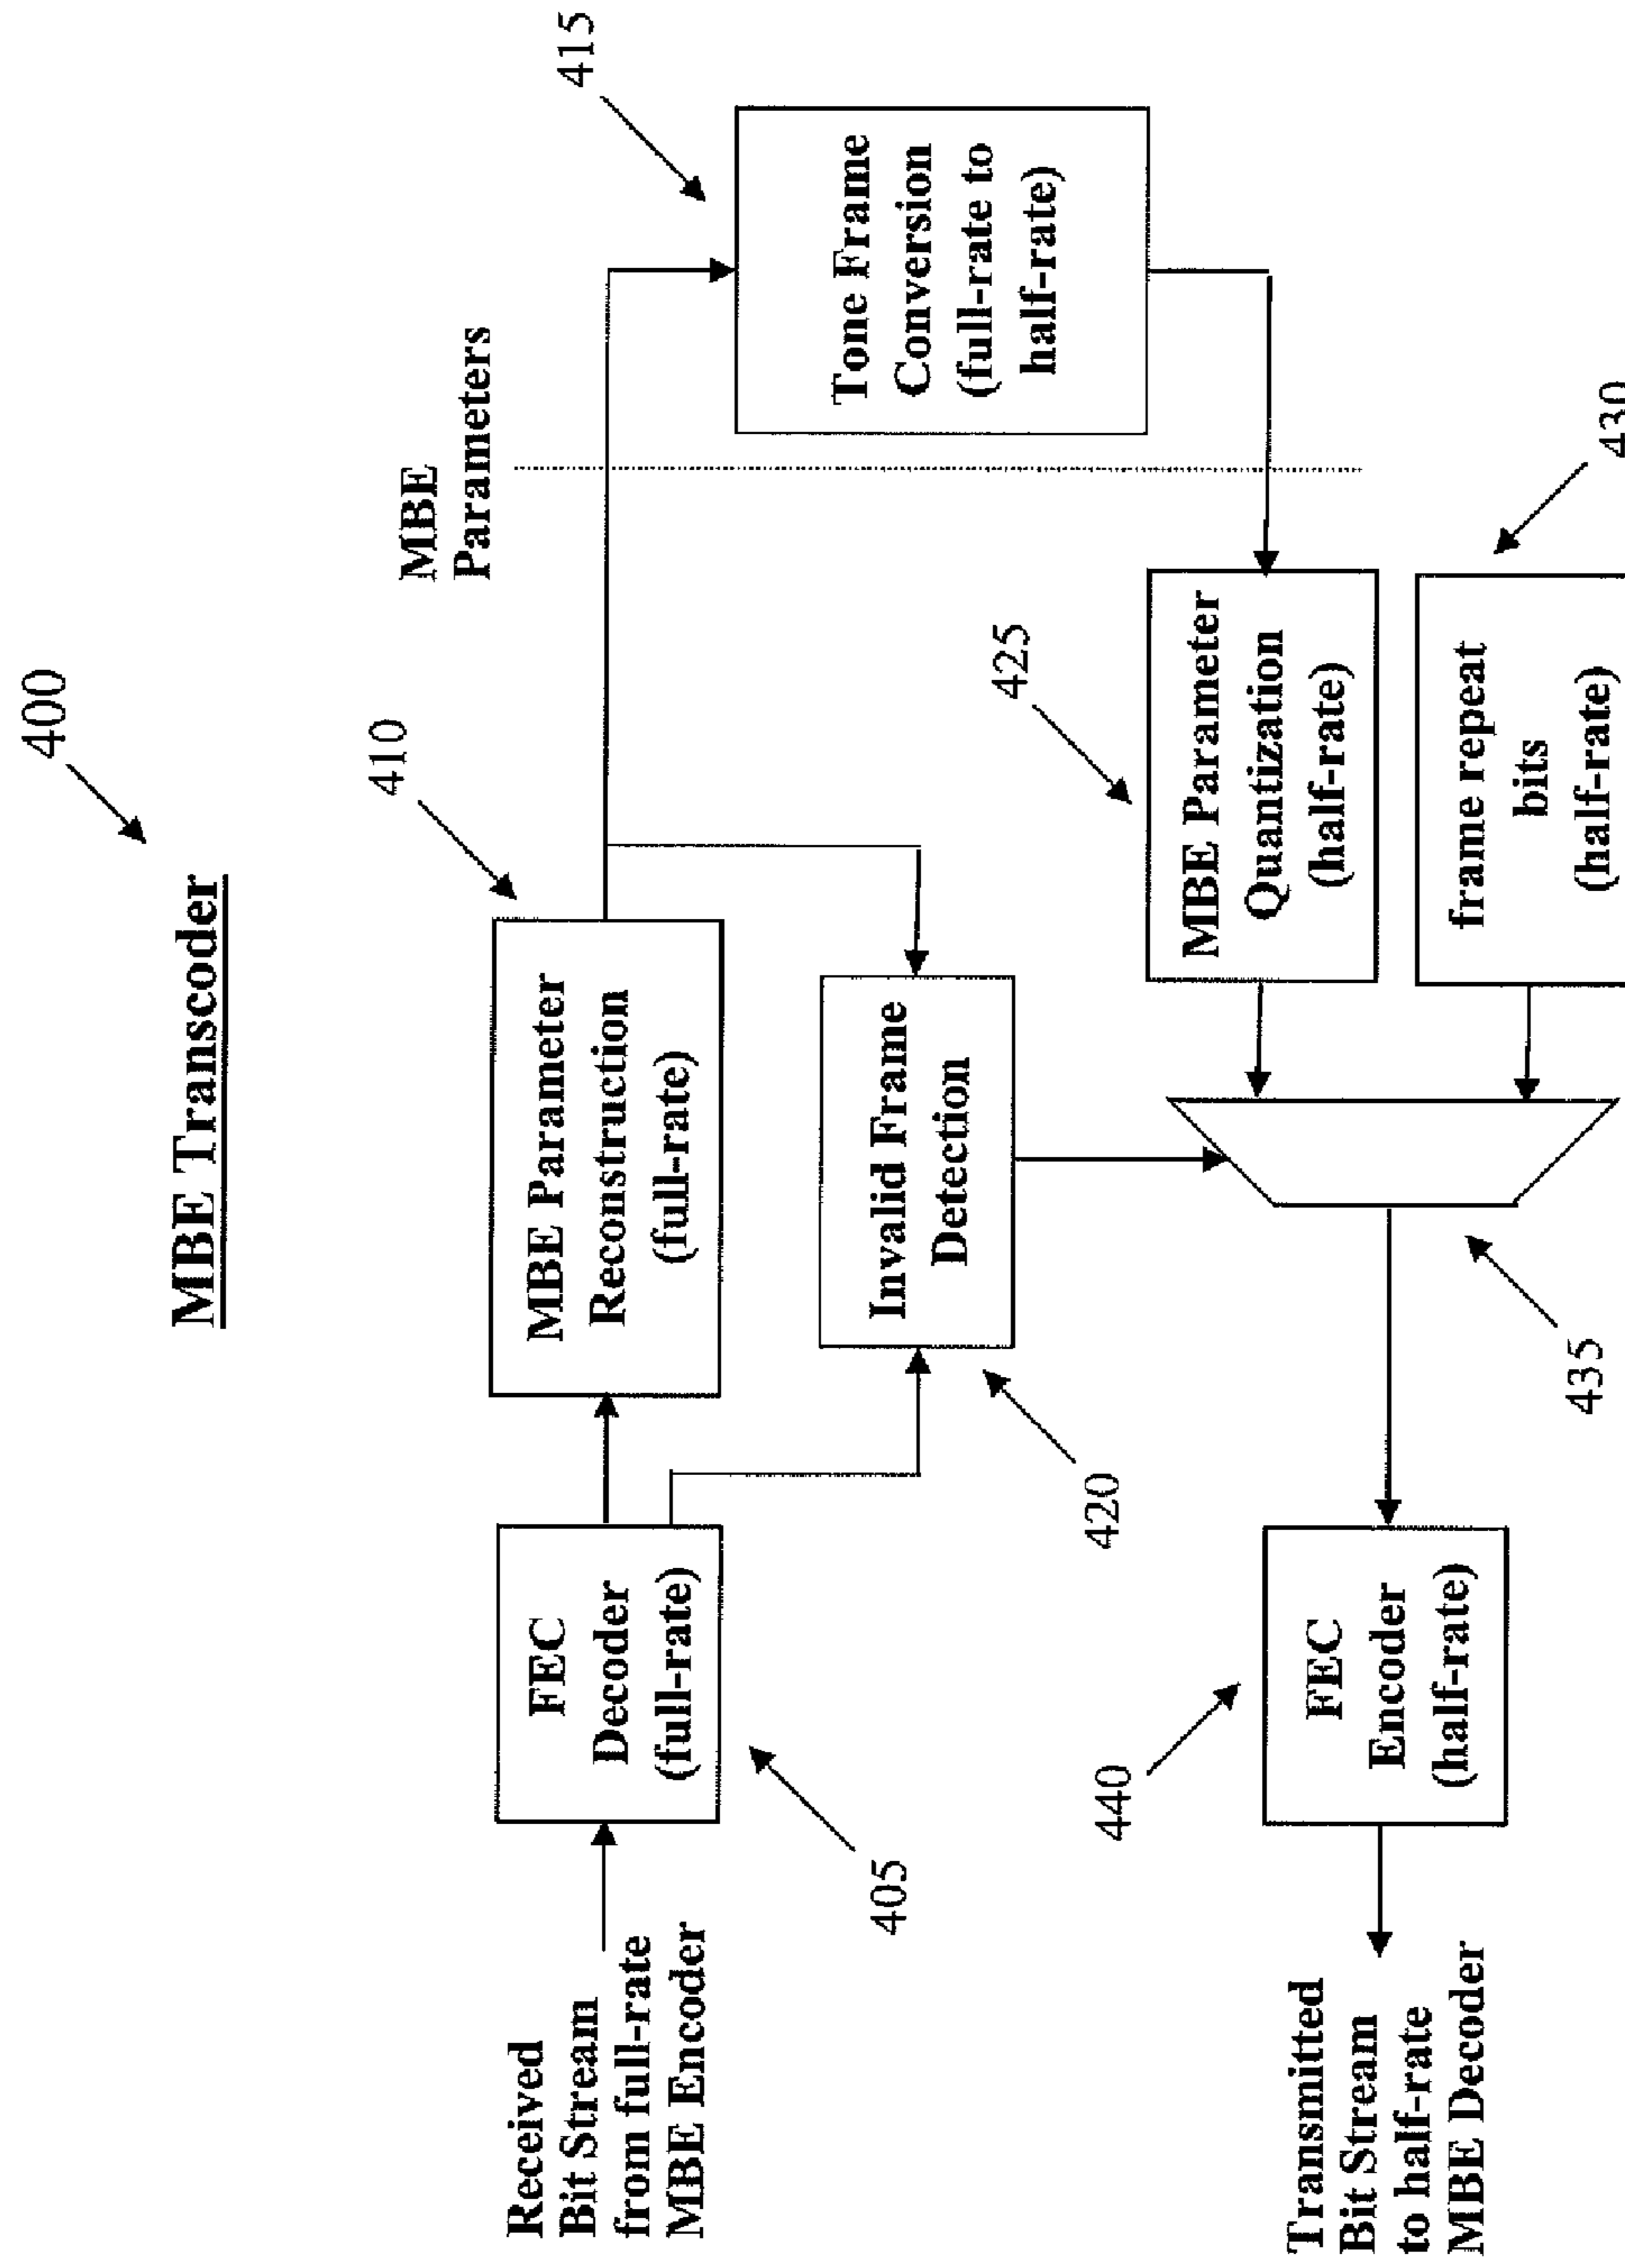 MBE Transcoder
400
Received
Bit Stream
from full-rate
MBE Encoder
FEC
Decoder
(full-rate)
405
MBE Parameter
Reconstruction
(full-rate)
410
MBE
Parameters
Tone Frame
Conversion
(full-rate to
half-rate)
415
Invalid Frame
Detection
420
MBE Parameter
Quantization
(half-rate)
425
frame repeat
bits
(half-rate)
430
435
FEC
Encoder
(half-rate)
440
Transmitted
Bit Stream
to half-rate
MBE Decoder